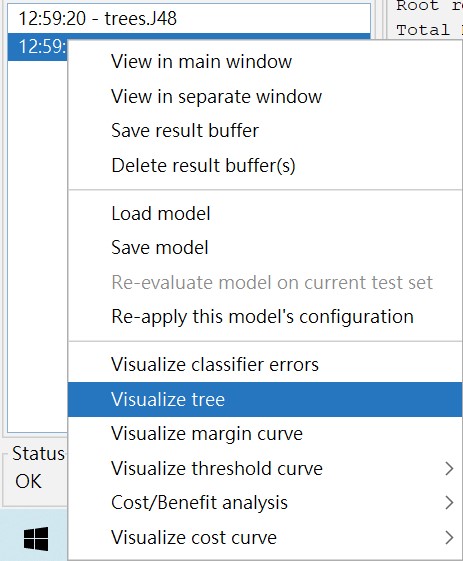 12:59:20 - trees.J48
Root r
Total
12:59:
View in main window
View in separate window
Save result buffer
Delete result buffer(s)
Load model
Save model
Re-evaluate model on current test set
Re-apply this model's configuration
Visualize classifier errors
Visualize tree
Visualize margin curve
Visualize threshold curve
Cost/Benefit analysis
Visualize cost curve
Status
OK